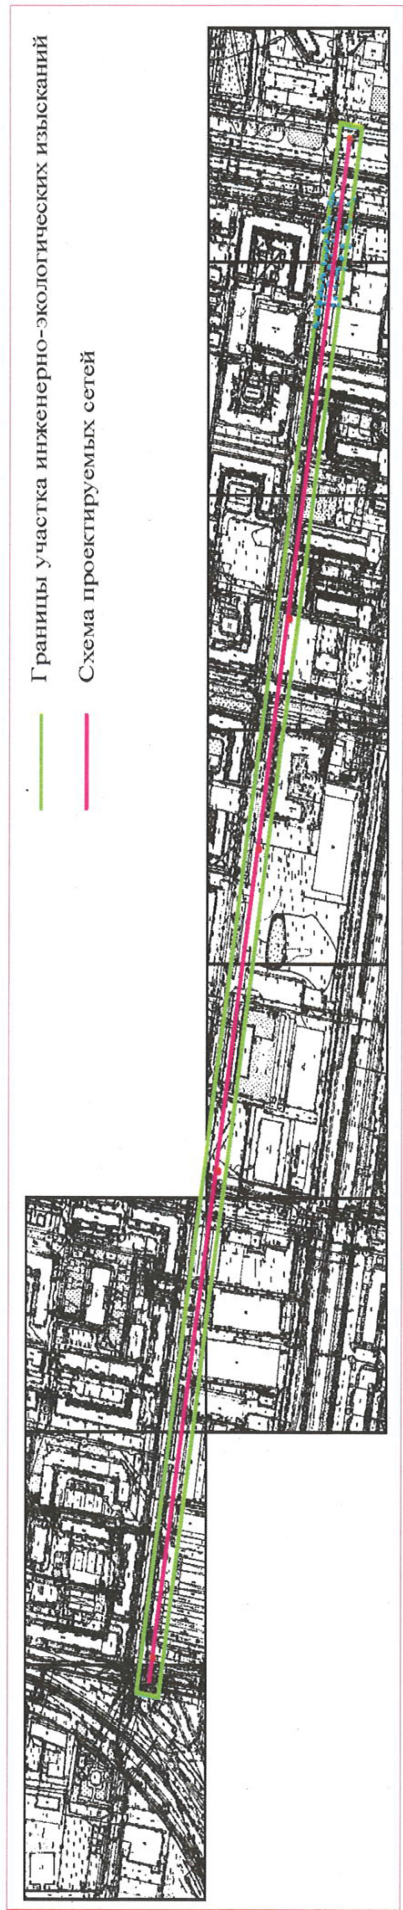 Границы участка инженерно-экологических изысканий
Схема проектируемых сетей